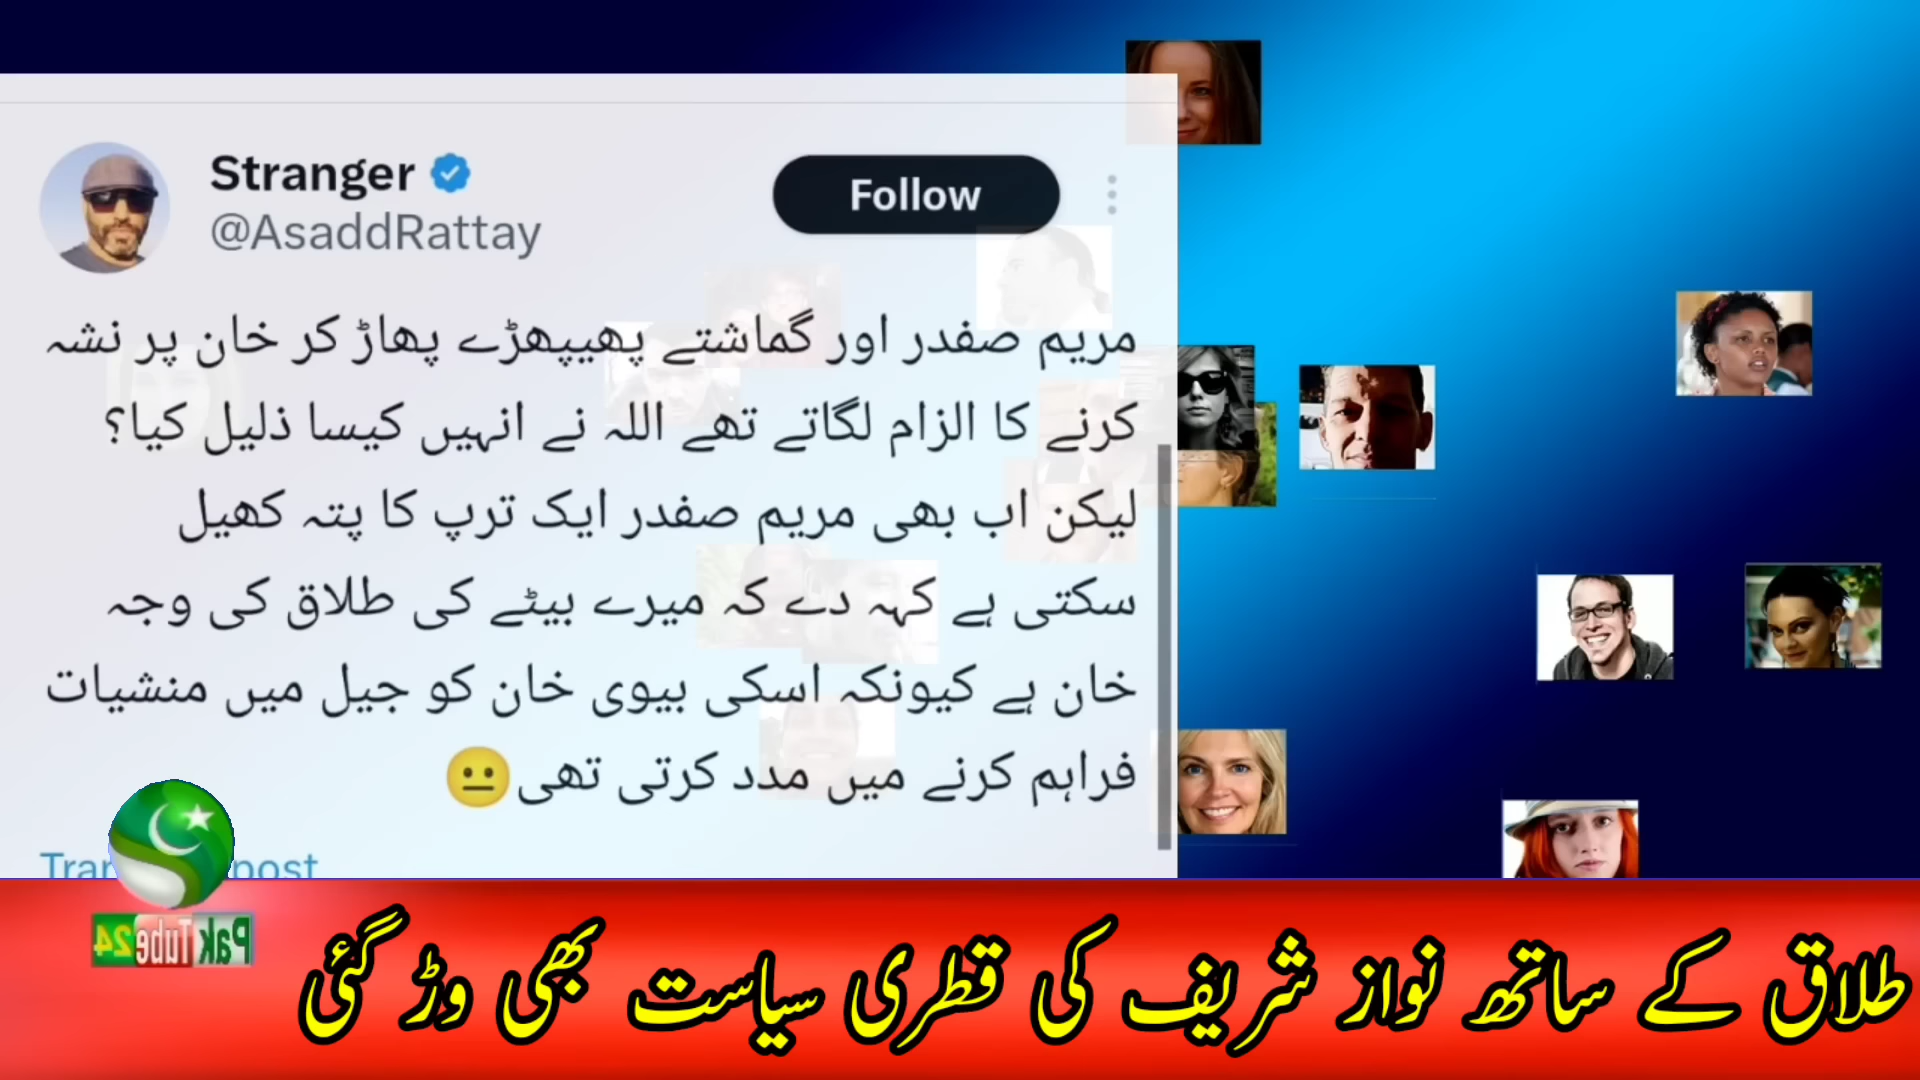 Stranger
@AsaddRattay
Follow
مریم صفدر اور گماشتے پھیپھڑے پھاڑ کر خان پر نشہ
کرنے کا الزام لگاتے تھے اللہ نے انہیں کیسا ذلیل کیا؟
لیکن اب بھی مریم صفدر ایک ترپ کا پتہ کھیل
سکتی ہے کہہ دے کہ میرے بیٹے کی طلاق کی وجہ
خان ہے کیونکہ اسکی بیوی خان کو جیل میں منشیات
فراہم کرنے میں مدد کرتی تھی😐
post
PakTube24
طلاق کے ساتھ نواز شریف کی قطری سیاست بھی وڑ گئی